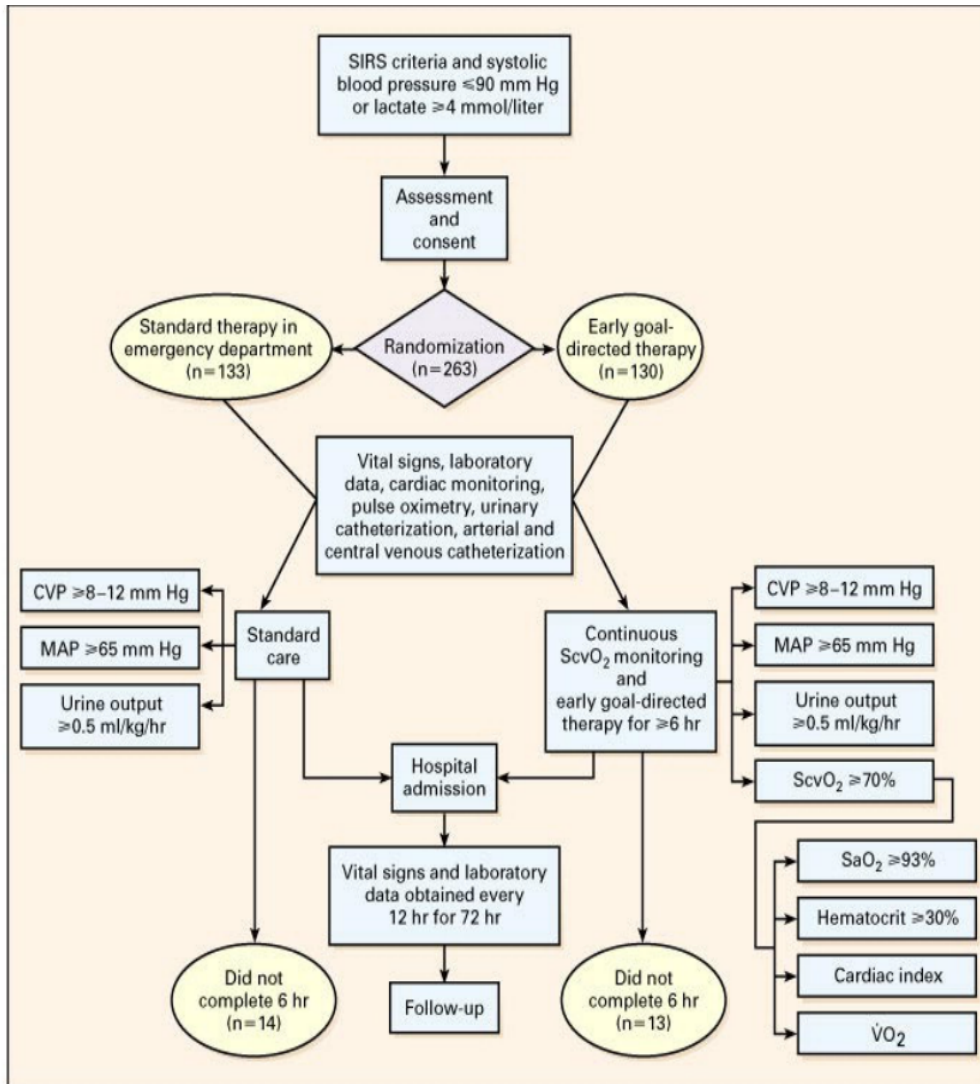 SIRS criteria and systolic
blood pressure ≤90 mm Hg
or lactate ≥4 mmol/liter
Assessment
and
consent
Standard therapy in
emergency department
(n=133)
Randomization
(n=263)
Early goal-
directed therapy
(n=130)
Vital signs, laboratory
data, cardiac monitoring,
pulse oximetry, urinary
catheterization, arterial and
central venous catheterization
CVP ≥8–12 mm Hg
MAP ≥65 mm Hg
Urine output
≥0.5 ml/kg/hr
Standard
care
Continuous
ScvO₂ monitoring
and
early goal-directed
therapy for ≥6 hr
CVP ≥8–12 mm Hg
MAP ≥65 mm Hg
Urine output
≥0.5 ml/kg/hr
ScvO₂ ≥70%
Hospital
admission
SaO₂ ≥93%
Hematocrit ≥30%
Cardiac index
V̇O₂
Vital signs and laboratory
data obtained every
12 hr for 72 hr
Did not
complete 6 hr
(n=14)
Follow-up
Did not
complete 6 hr
(n=13)